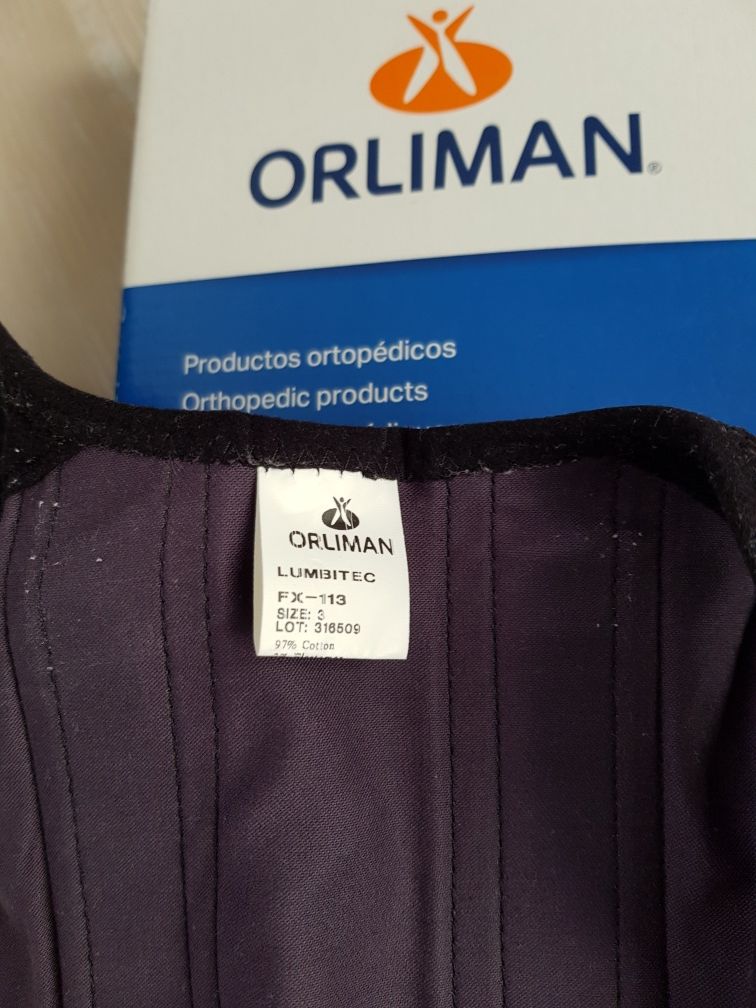 ORLIMAN®
Productos ortopédicos
Orthopedic products
ORLIMAN
LUMBITEC
FX-113
SIZE: 3
LOT: 316509
97% Cotton